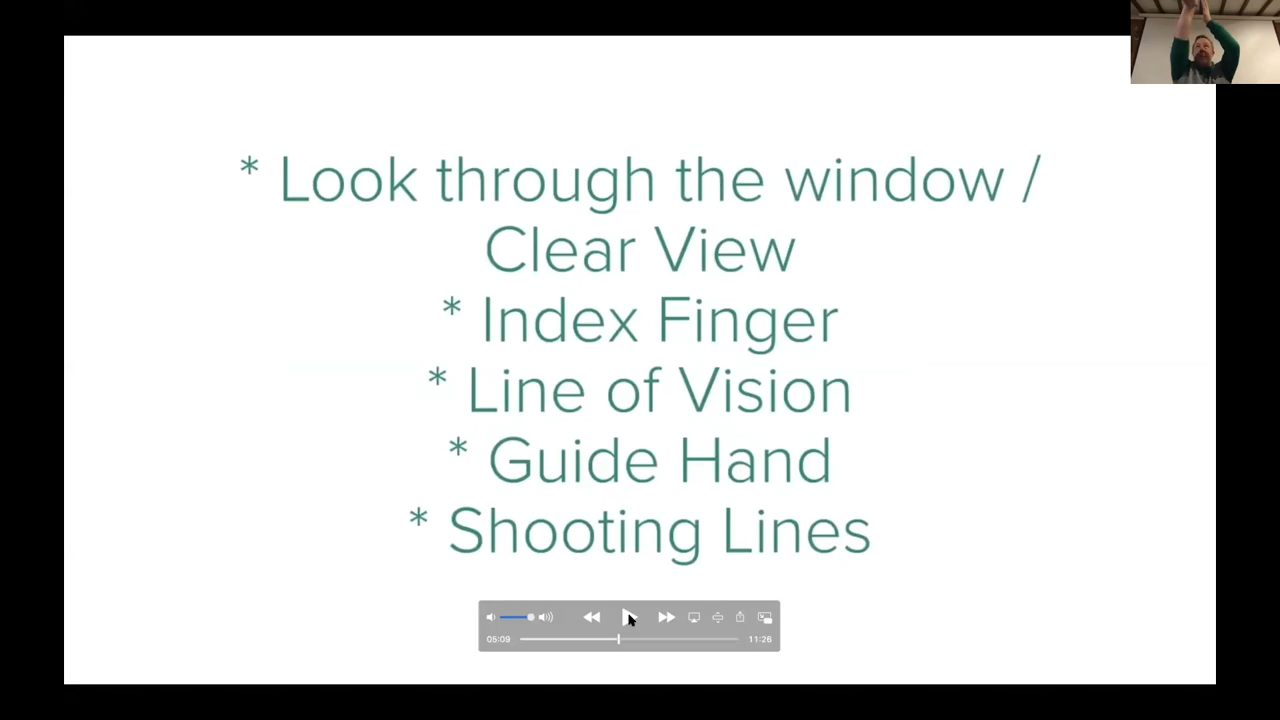 * Look through the window /
Clear View
* Index Finger
* Line of Vision
* Guide Hand
* Shooting Lines
05:09
11:26